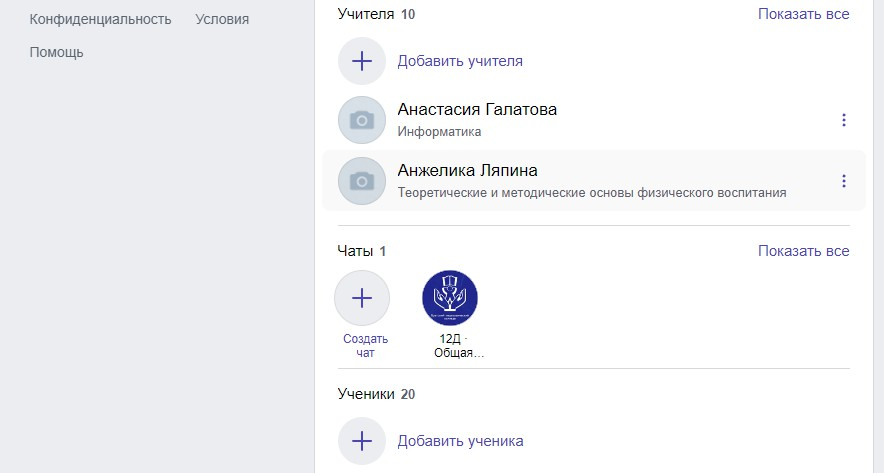 Конфиденциальность Условия
Помощь
Учителя 10 Показать все
Добавить учителя
Анастасия Галатова
Информатика
Анжелика Ляпина
Теоретические и методические основы физического воспитания
Чаты 1 Показать все
Создать
чат
12Д ·
Общая...
Ученики 20
Добавить ученика